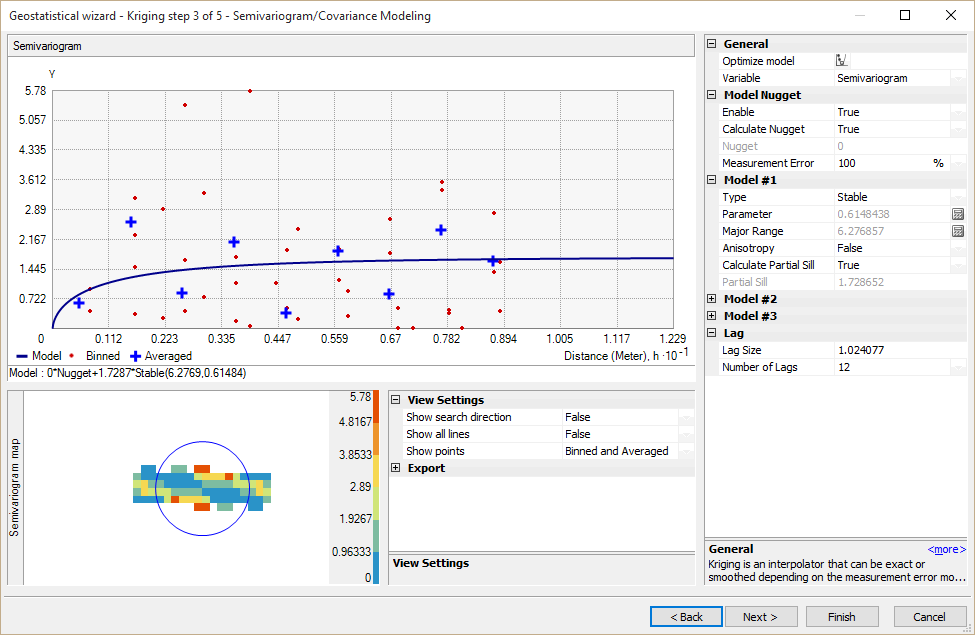 Geostatistical wizard - Kriging step 3 of 5 - Semivariogram/Covariance Modeling
Semivariogram
γ
5.78
5.057
4.335
3.612
2.89
2.167
1.445
0.722
0 0.112 0.223 0.335 0.447 0.559 0.67 0.782 0.894 1.005 1.117 1.229
Model Binned Averaged Distance (Meter), h ·10⁻¹
Model : 0*Nugget+1.7287*Stable(6.2769,0.61484)
Semivariogram map
5.78
4.8167
3.8533
2.89
1.9267
0.96333
0
View Settings
Show search direction False
Show all lines False
Show points Binned and Averaged
Export
View Settings
General
Optimize model
Variable Semivariogram
Model Nugget
Enable True
Calculate Nugget True
Nugget 0
Measurement Error 100 %
Model #1
Type Stable
Parameter 0.6148438
Major Range 6.276857
Anisotropy False
Calculate Partial Sill True
Partial Sill 1.728652
Model #2
Model #3
Lag
Lag Size 1.024077
Number of Lags 12
General <more>
Kriging is an interpolator that can be exact or
smoothed depending on the measurement error mo...
< Back Next > Finish Cancel